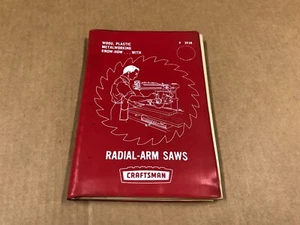 WOOD, PLASTIC
METALWORKING
KNOW-HOW . . . WITH
RADIAL-ARM SAWS
CRAFTSMAN